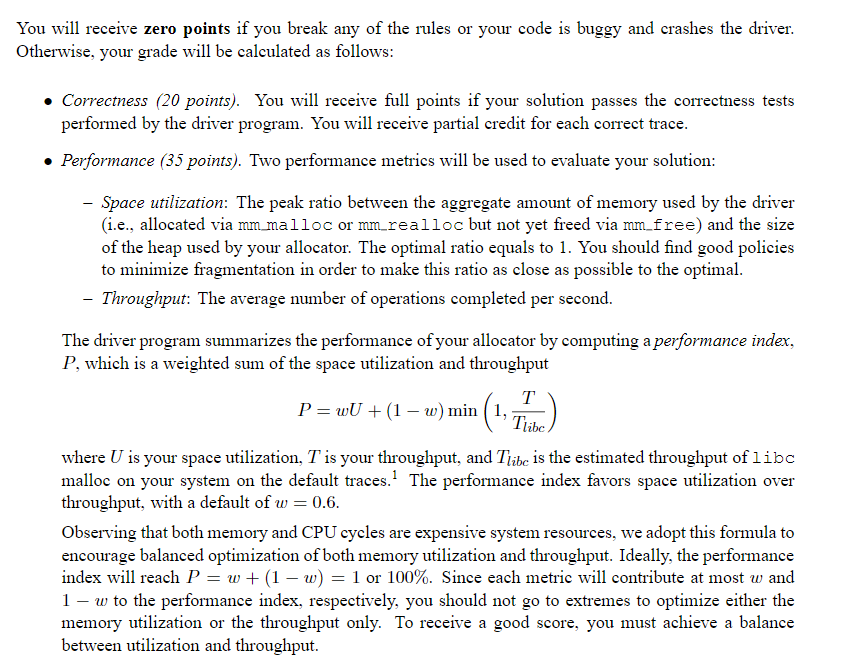 You will receive zero points if you break any of the rules or your code is buggy and crashes the driver.
Otherwise, your grade will be calculated as follows:
• Correctness (20 points). You will receive full points if your solution passes the correctness tests
performed by the driver program. You will receive partial credit for each correct trace.
• Performance (35 points). Two performance metrics will be used to evaluate your solution:
– Space utilization: The peak ratio between the aggregate amount of memory used by the driver
(i.e., allocated via mm_malloc or mm_realloc but not yet freed via mm_free) and the size
of the heap used by your allocator. The optimal ratio equals to 1. You should find good policies
to minimize fragmentation in order to make this ratio as close as possible to the optimal.
– Throughput: The average number of operations completed per second.
The driver program summarizes the performance of your allocator by computing a performance index,
P, which is a weighted sum of the space utilization and throughput
P = wU + (1 − w) min (1, T / Tlibc)
where U is your space utilization, T is your throughput, and Tlibc is the estimated throughput of libc
malloc on your system on the default traces.¹ The performance index favors space utilization over
throughput, with a default of w = 0.6.
Observing that both memory and CPU cycles are expensive system resources, we adopt this formula to
encourage balanced optimization of both memory utilization and throughput. Ideally, the performance
index will reach P = w + (1 − w) = 1 or 100%. Since each metric will contribute at most w and
1 − w to the performance index, respectively, you should not go to extremes to optimize either the
memory utilization or the throughput only. To receive a good score, you must achieve a balance
between utilization and throughput.